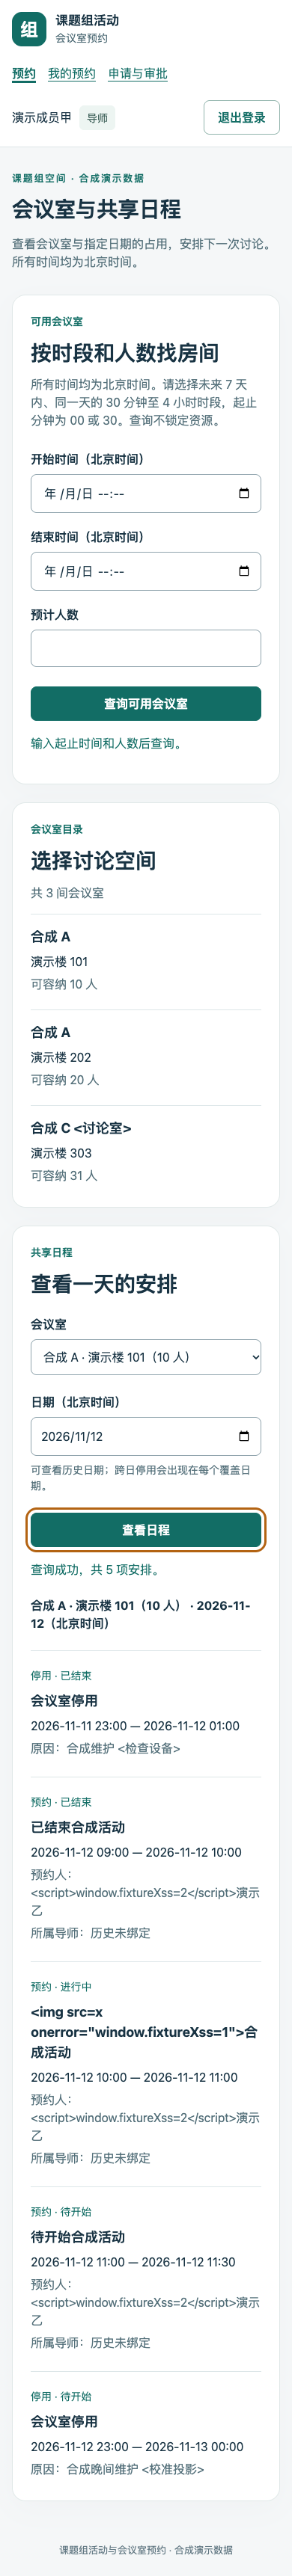 组
课题组活动
会议室预约
预约 我的预约 申请与审批
演示成员甲 导师 退出登录
课题组空间 · 合成演示数据
会议室与共享日程
查看会议室与指定日期的占用，安排下一次讨论。
所有时间均为北京时间。
可用会议室
按时段和人数找房间
所有时间均为北京时间。请选择未来 7 天
内、同一天的 30 分钟至 4 小时时段，起止
分钟为 00 或 30。查询不锁定资源。
开始时间（北京时间）
年 /月/日 --:--
结束时间（北京时间）
年 /月/日 --:--
预计人数
查询可用会议室
输入起止时间和人数后查询。
会议室目录
选择讨论空间
共 3 间会议室
合成 A
演示楼 101
可容纳 10 人
合成 A
演示楼 202
可容纳 20 人
合成 C <讨论室>
演示楼 303
可容纳 31 人
共享日程
查看一天的安排
会议室
合成 A · 演示楼 101（10 人）
日期（北京时间）
2026/11/12
可查看历史日期；跨日停用会出现在每个覆盖日
期。
查看日程
查询成功，共 5 项安排。
合成 A · 演示楼 101（10 人） · 2026-11-
12（北京时间）
停用 · 已结束
会议室停用
2026-11-11 23:00 — 2026-11-12 01:00
原因：合成维护 <检查设备>
预约 · 已结束
已结束合成活动
2026-11-12 09:00 — 2026-11-12 10:00
预约人：
<script>window.fixtureXss=2</script>演示
乙
所属导师：历史未绑定
预约 · 进行中
<img src=x
onerror="window.fixtureXss=1">合
成活动
2026-11-12 10:00 — 2026-11-12 11:00
预约人：
<script>window.fixtureXss=2</script>演示
乙
所属导师：历史未绑定
预约 · 待开始
待开始合成活动
2026-11-12 11:00 — 2026-11-12 11:30
预约人：
<script>window.fixtureXss=2</script>演示
乙
所属导师：历史未绑定
停用 · 待开始
会议室停用
2026-11-12 23:00 — 2026-11-13 00:00
原因：合成晚间维护 <校准投影>
课题组活动与会议室预约 · 合成演示数据